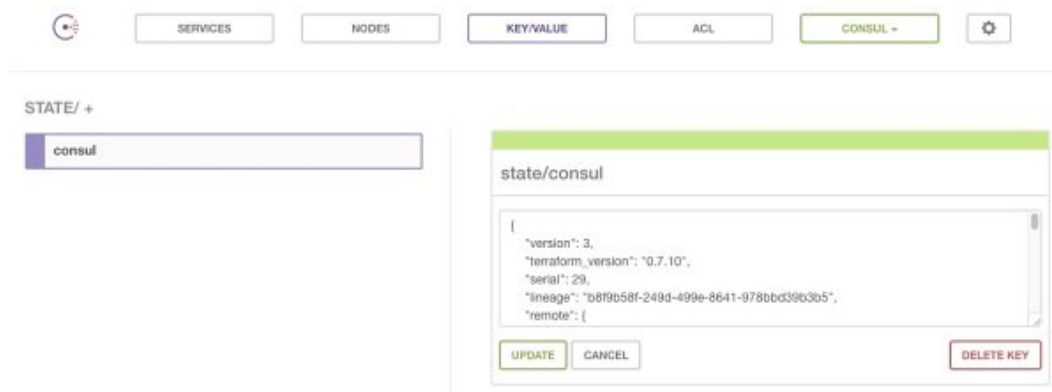 SERVICES NODES KEY/VALUE ACL CONSUL
STATE/ +
consul
state/consul
{
"version": 3,
"terraform_version": "0.7.10",
"serial": 29,
"lineage": "b8f9b58f-249d-499e-8641-978bbd39b3b5",
"remote": {
UPDATE CANCEL DELETE KEY